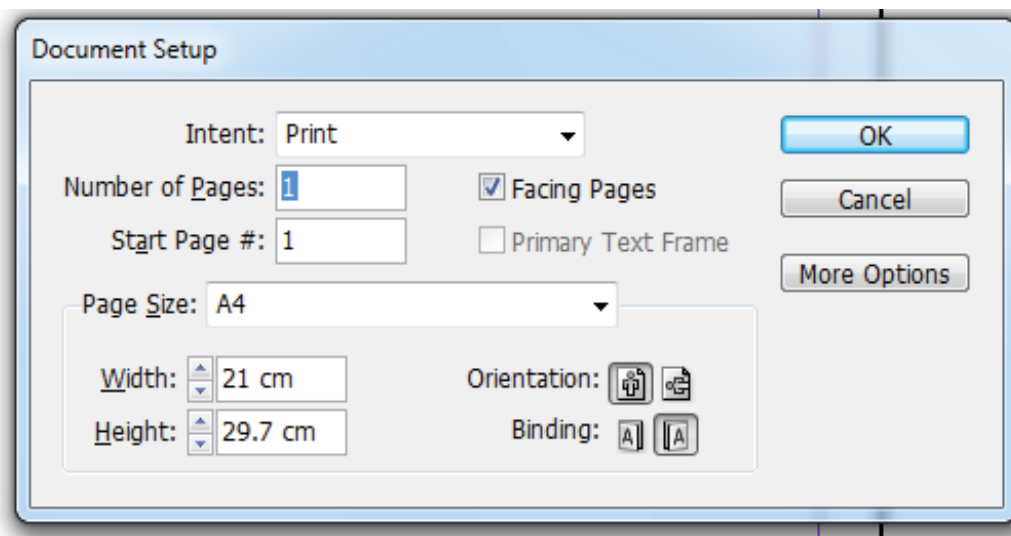 Document Setup
Intent: Print
OK
Number of Pages: 1
Facing Pages
Cancel
Start Page #: 1
Primary Text Frame
More Options
Page Size: A4
Width: 21 cm
Orientation:
Height: 29.7 cm
Binding: A A